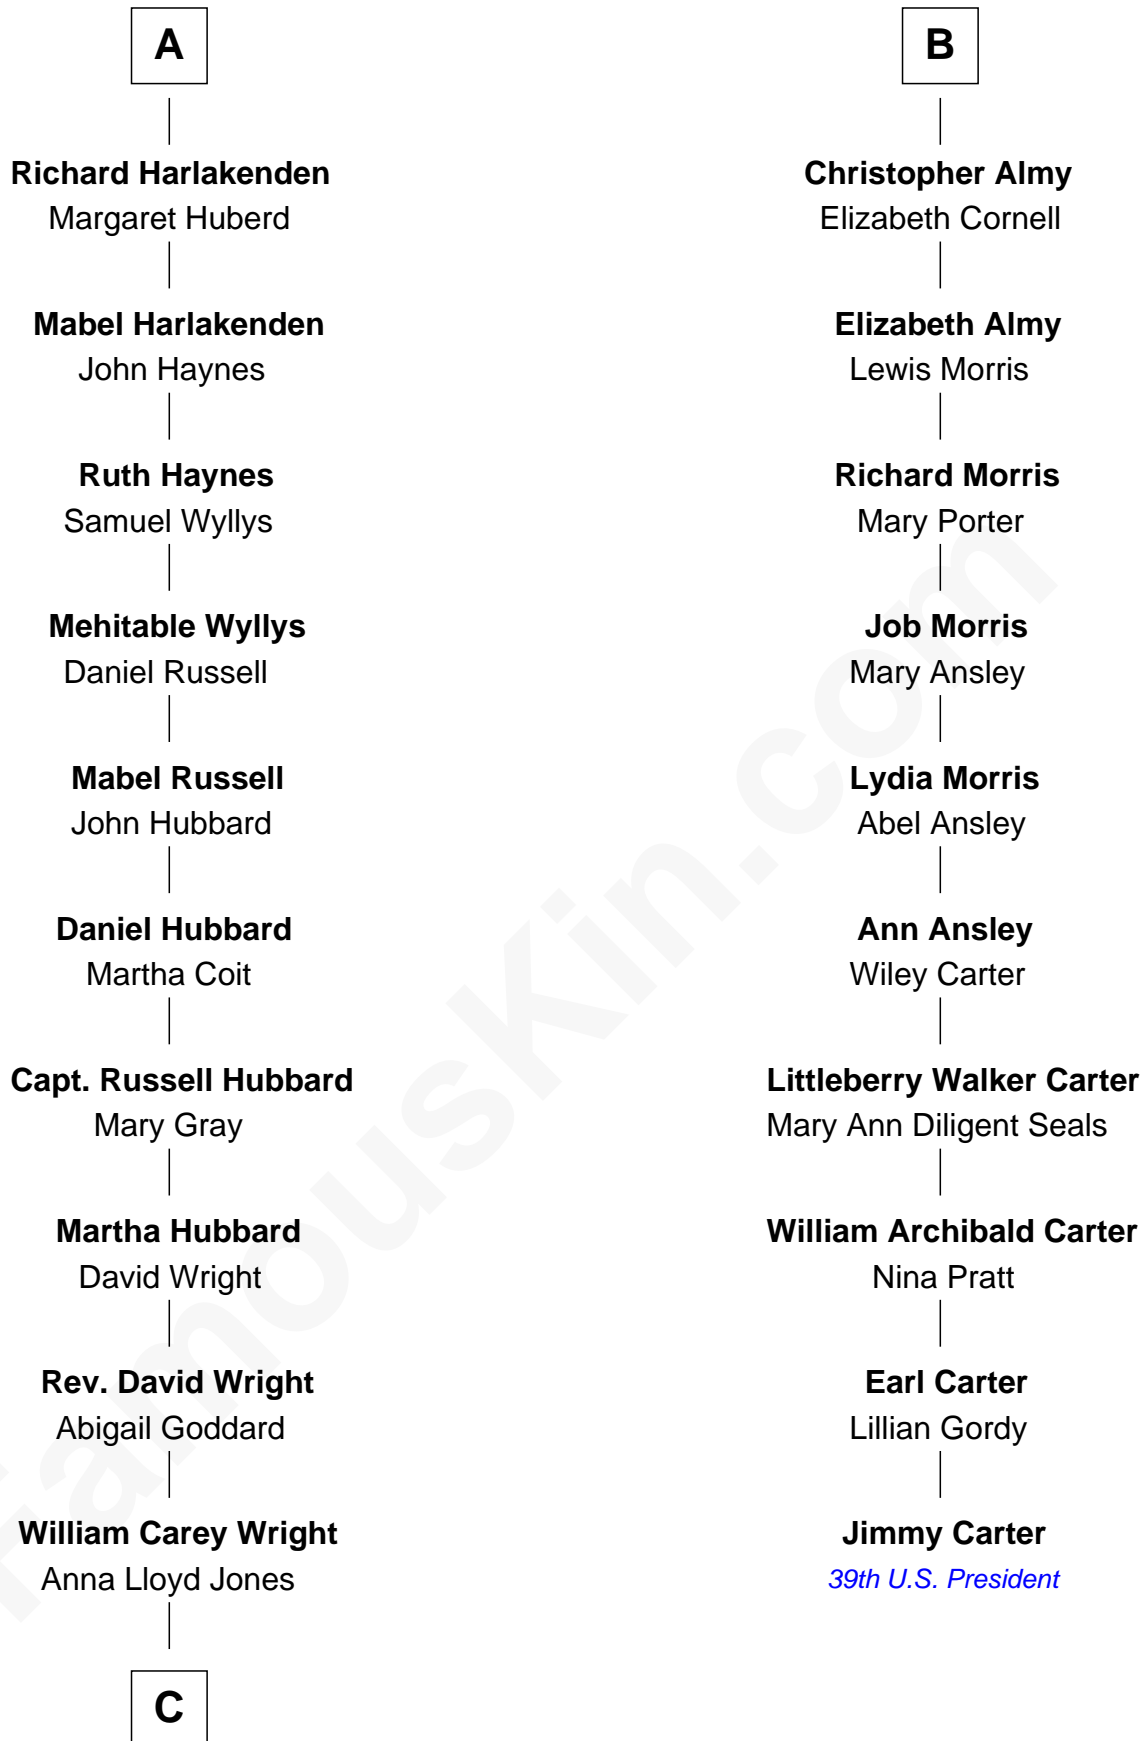 A
Richard Harlakenden
Margaret Huberd
Mabel Harlakenden
John Haynes
Ruth Haynes
Samuel Wyllys
Mehitable Wyllys
Daniel Russell
Mabel Russell
John Hubbard
Daniel Hubbard
Martha Coit
Capt. Russell Hubbard
Mary Gray
Martha Hubbard
David Wright
Rev. David Wright
Abigail Goddard
William Carey Wright
Anna Lloyd Jones
C
B
Christopher Almy
Elizabeth Cornell
Elizabeth Almy
Lewis Morris
Richard Morris
Mary Porter
Job Morris
Mary Ansley
Lydia Morris
Abel Ansley
Ann Ansley
Wiley Carter
Littleberry Walker Carter
Mary Ann Diligent Seals
William Archibald Carter
Nina Pratt
Earl Carter
Lillian Gordy
Jimmy Carter
39th U.S. President
FamousKin.com